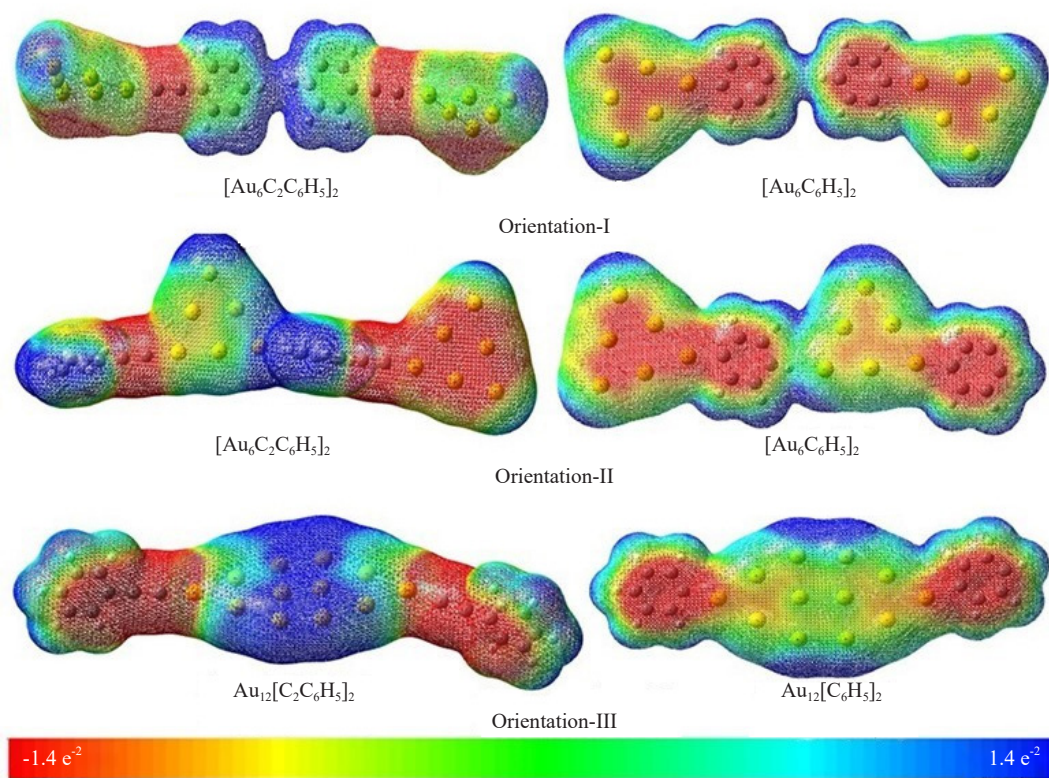 [Au₆C₂C₆H₅]₂ [Au₆C₆H₅]₂
Orientation-I
[Au₆C₂C₆H₅]₂ [Au₆C₆H₅]₂
Orientation-II
Au₁₂[C₂C₆H₅]₂ Au₁₂[C₆H₅]₂
Orientation-III
-1.4 e⁻² 1.4 e⁻²